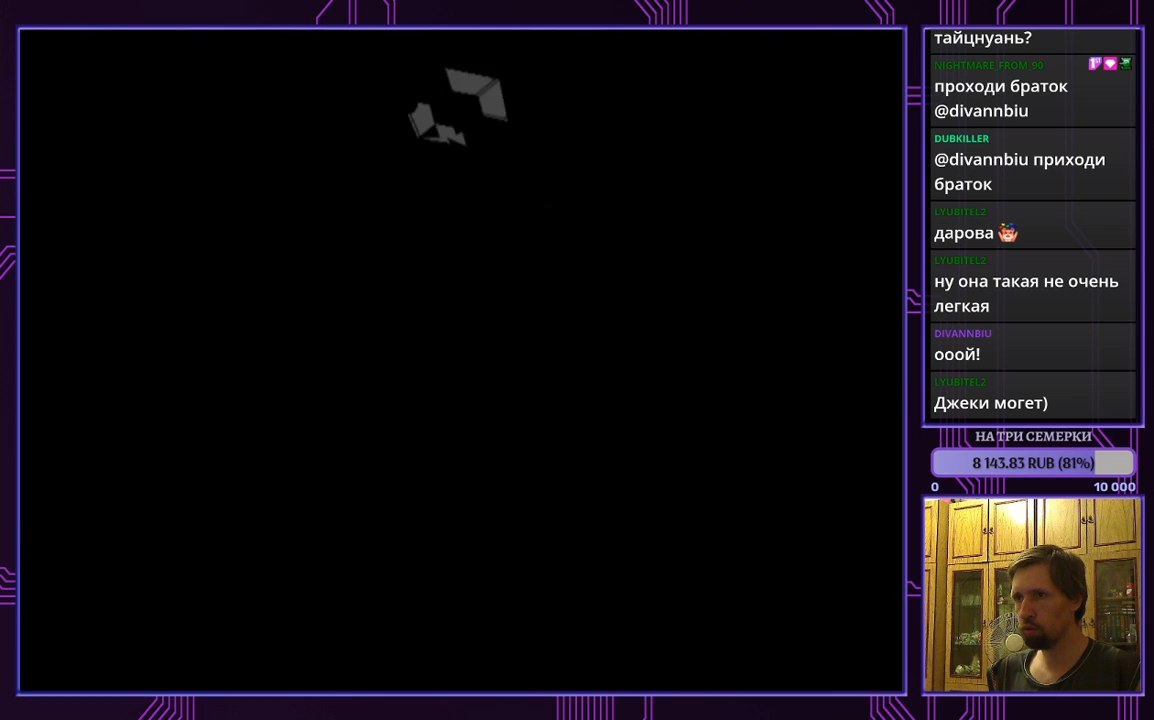 тайцнуань?
NIGHTMARE_FROM_90
проходи браток
@divannbiu
DUBKILLER
@divannbiu приходи
браток
LYUBITEL2
дарова
LYUBITEL2
ну она такая не очень
легкая
DIVANNBIU
ооой!
LYUBITEL2
Джеки могет)
НА ТРИ СЕМЕРКИ
8 143.83 RUB (81%)
0 10 000